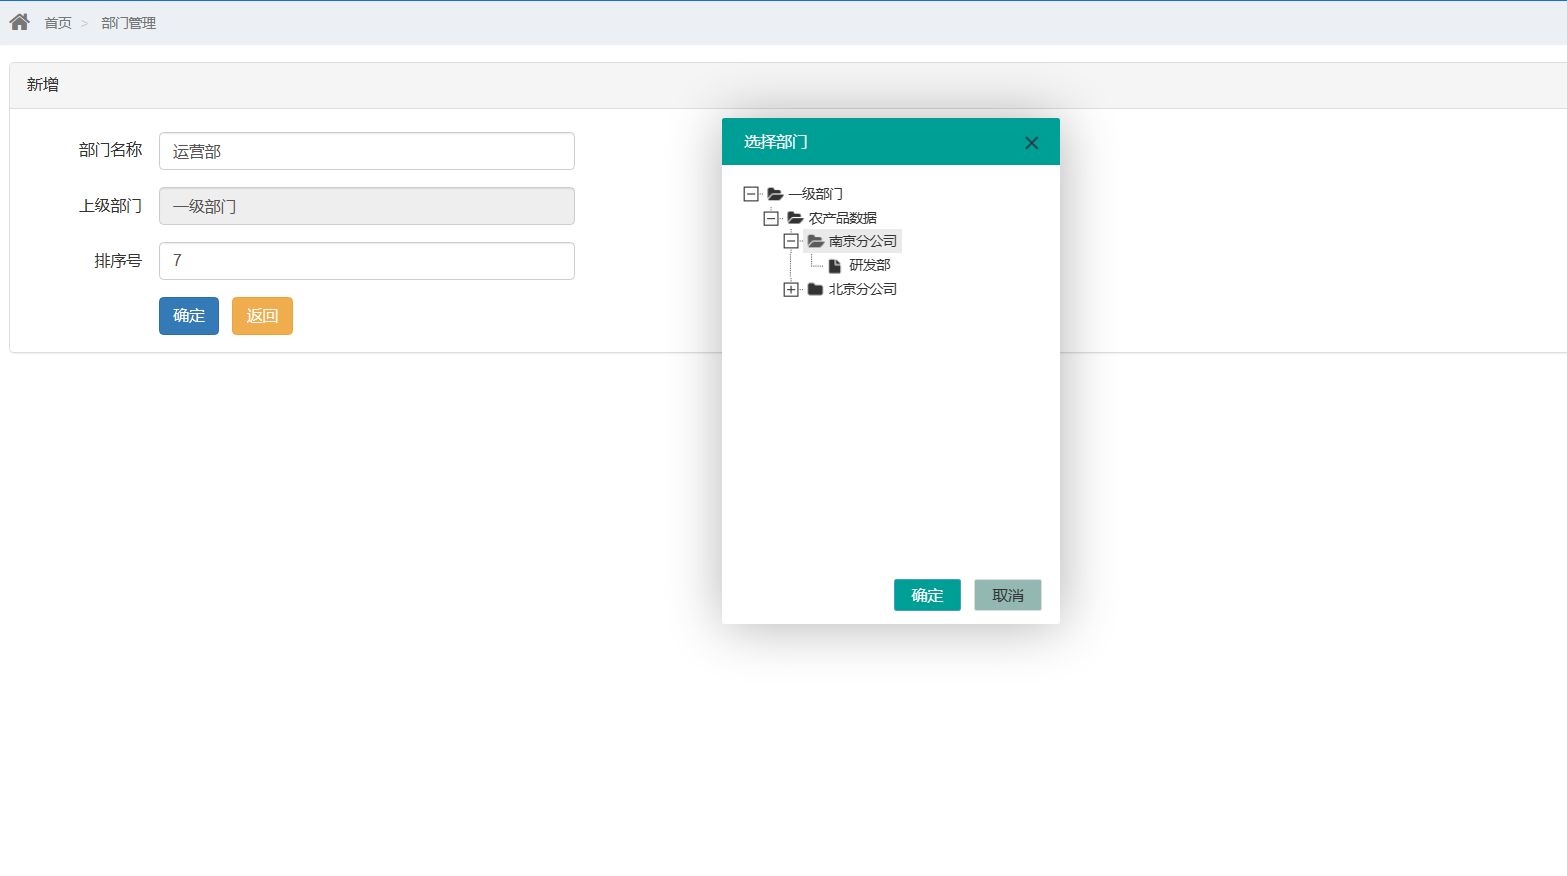 首页 > 部门管理
新增
部门名称 运营部
上级部门 一级部门
排序号 7
确定 返回
选择部门
一级部门
农产品数据
南京分公司
研发部
北京分公司
确定 取消